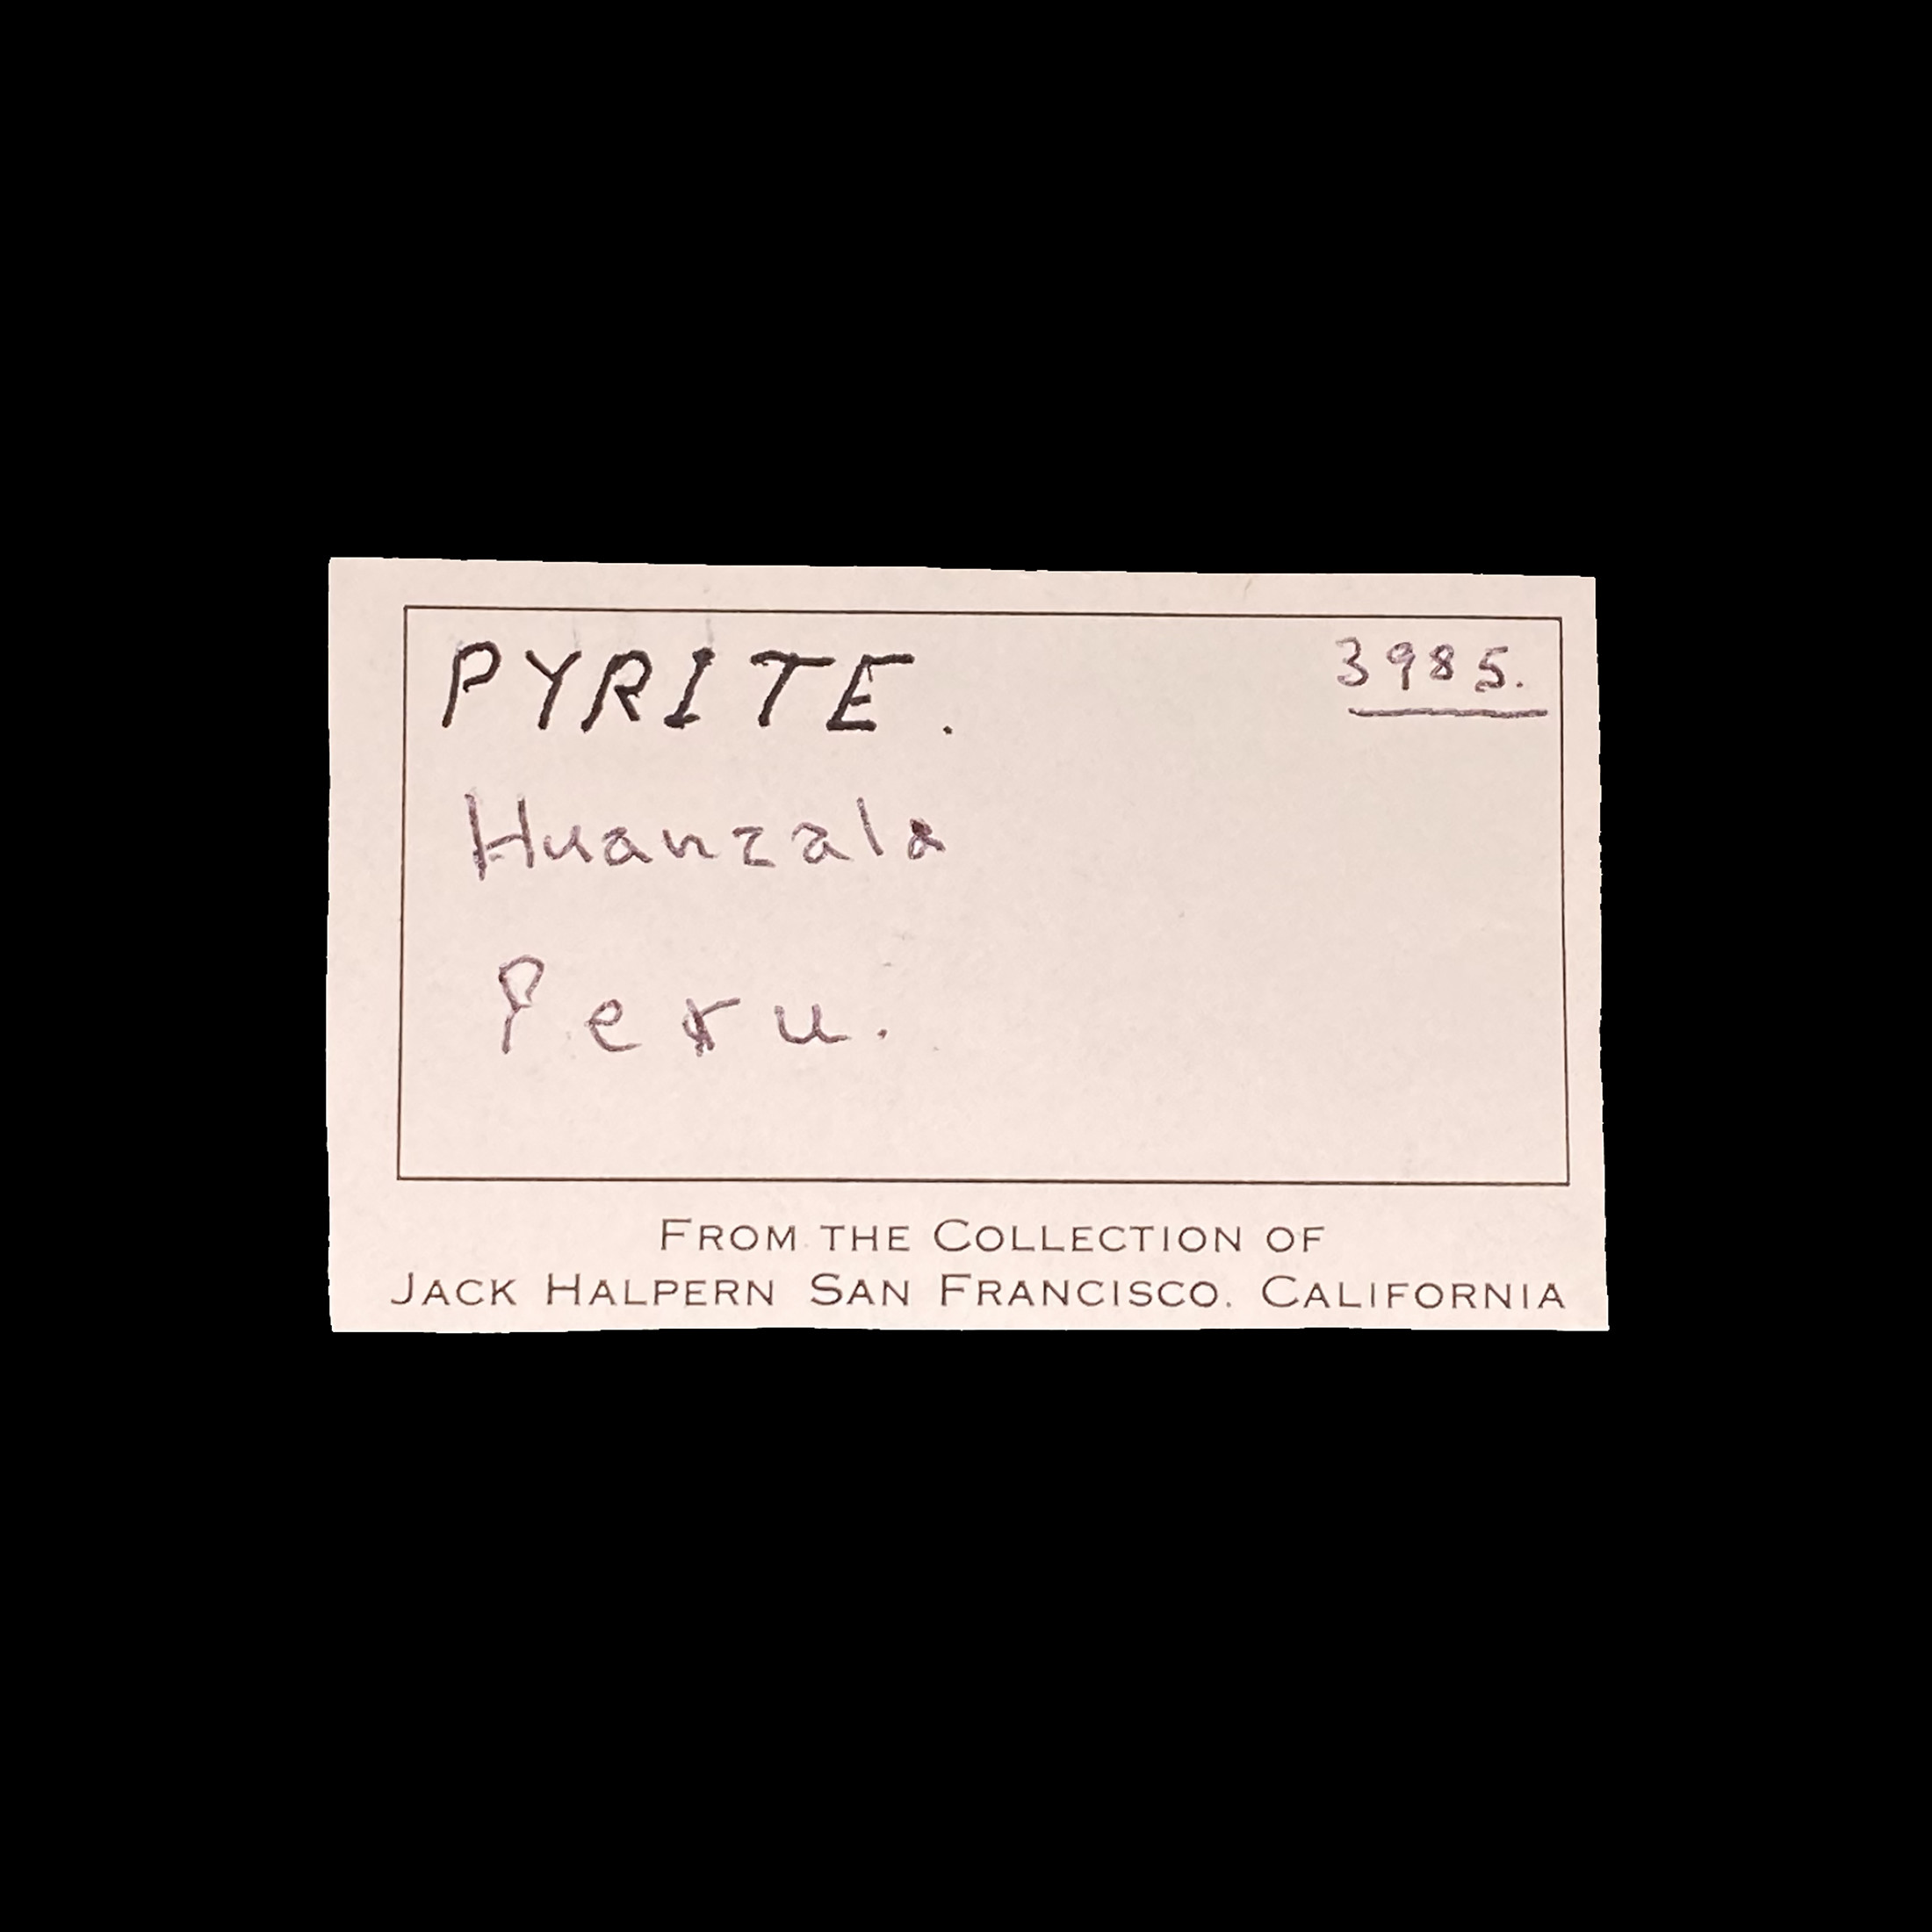 PYRITE. 3985.
Huanzala
Peru.
FROM THE COLLECTION OF
JACK HALPERN SAN FRANCISCO. CALIFORNIA